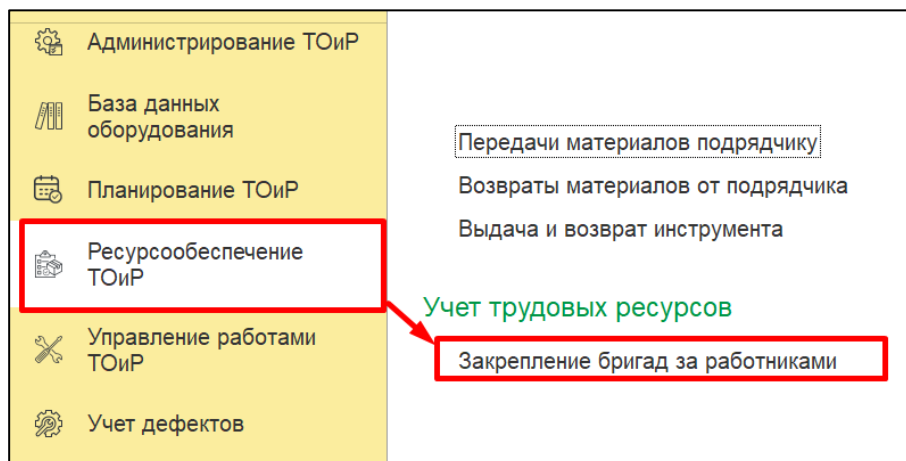 Администрирование ТОиР
База данных
оборудования
Планирование ТОиР
Ресурсообеспечение
ТОиР
Управление работами
ТОиР
Учет дефектов
Передачи материалов подрядчику
Возвраты материалов от подрядчика
Выдача и возврат инструмента
Учет трудовых ресурсов
Закрепление бригад за работниками